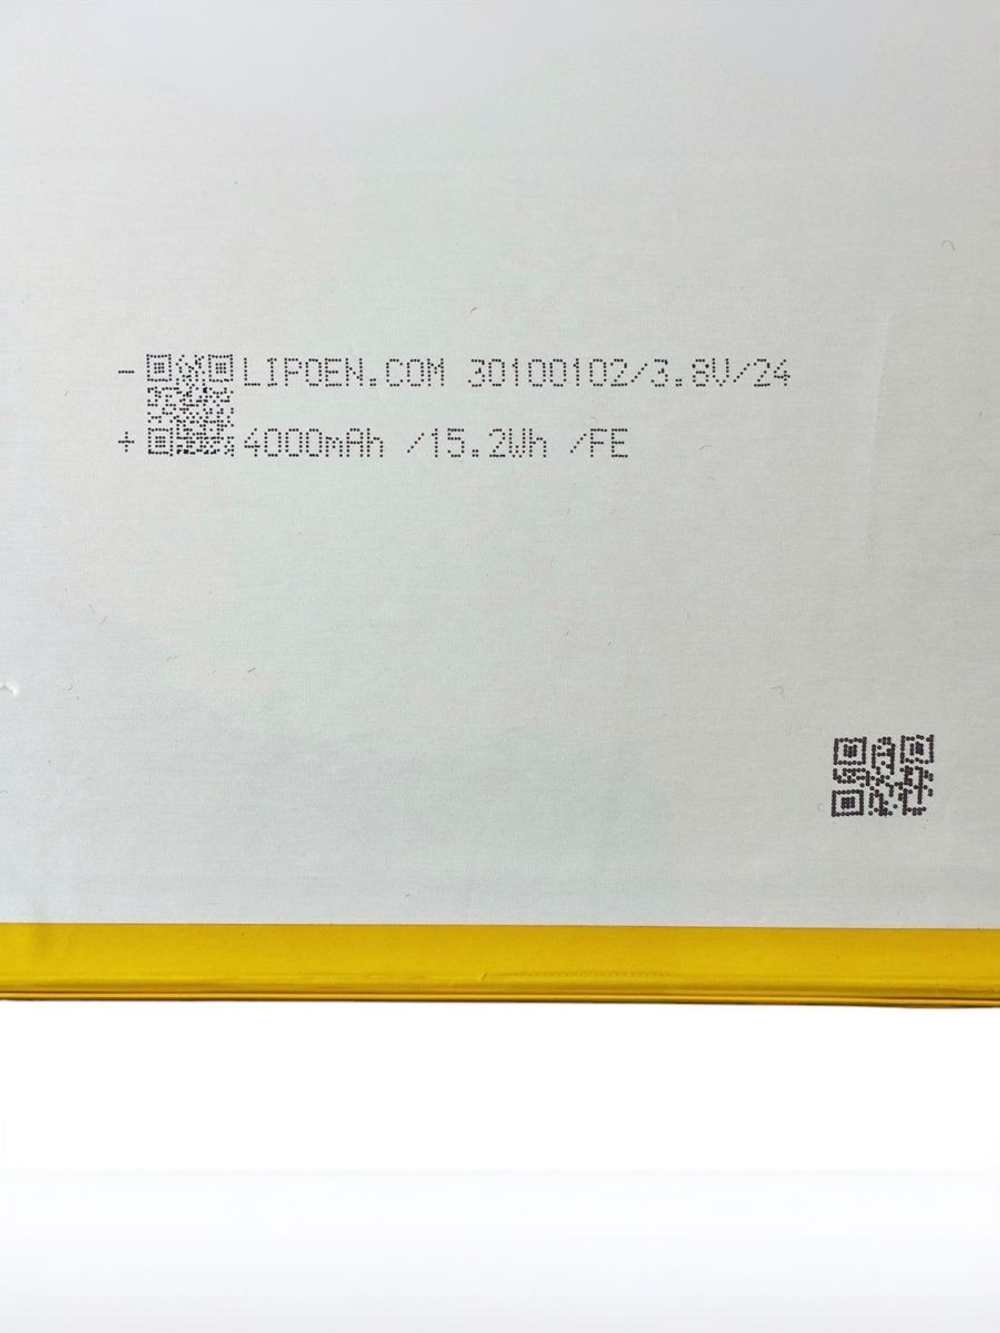 - LIPOEN.COM 30100102/3.8V/24
+ 4000mAh /15.2Wh /FE